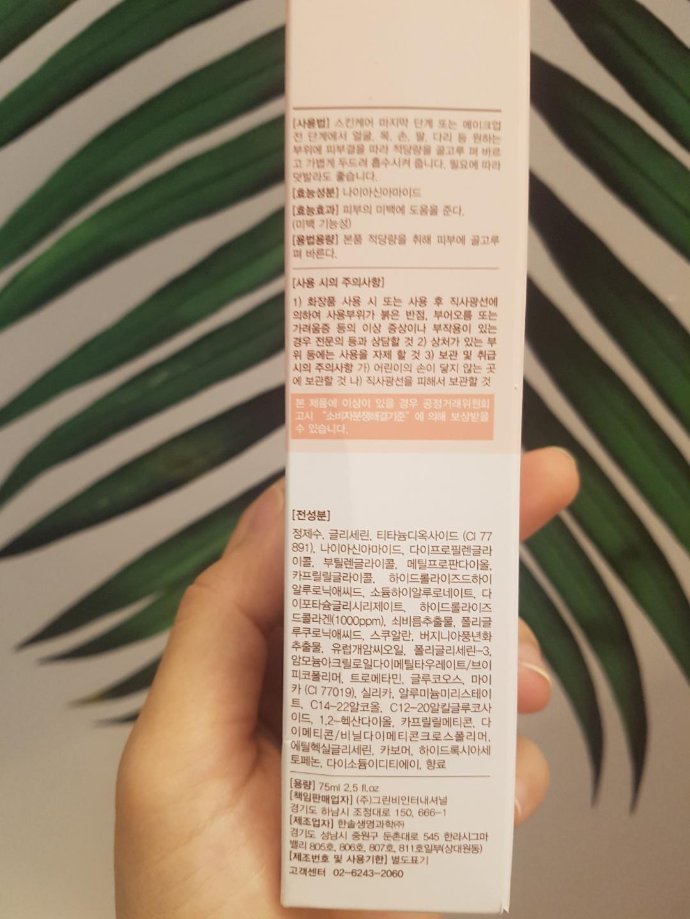 [사용법] 스킨케어 마지막 단계 또는 메이크업
전 단계에서 얼굴, 목, 손, 팔, 다리 등 원하는
부위에 피부결을 따라 적당량을 골고루 펴 바르
고 가볍게 두드려 흡수시켜 줍니다. 필요에 따라
덧발라도 좋습니다.
[효능성분] 나이아신아마이드
[효능효과] 피부의 미백에 도움을 준다.
(미백 기능성)
[용법용량] 본품 적당량을 취해 피부에 골고루
펴 바른다.
[사용 시의 주의사항]
1) 화장품 사용 시 또는 사용 후 직사광선에
의하여 사용부위가 붉은 반점, 부어오름 또는
가려움증 등의 이상 증상이나 부작용이 있는
경우 전문의 등과 상담할 것 2) 상처가 있는 부
위 등에는 사용을 자제 할 것 3) 보관 및 취급
시의 주의사항 가) 어린이의 손이 닿지 않는 곳
에 보관할 것 나) 직사광선을 피해서 보관할 것
본 제품에 이상이 있을 경우 공정거래위원회
고시 "소비자분쟁해결기준" 에 의해 보상받을
수 있습니다.
[전성분]
정제수, 글리세린, 티타늄디옥사이드 (CI 77
891), 나이아신아마이드, 다이프로필렌글라
이콜, 부틸렌글라이콜, 메틸프로판다이올,
카프릴릴글라이콜, 하이드롤라이즈드하이
알루로닉애씨드, 소듐하이알루로네이트, 다
이포타슘글리시리제이트, 하이드롤라이즈
드콜라겐(1000ppm), 쇠비름추출물, 폴리글
루쿠로닉애씨드, 스쿠알란, 버지니아풍년화
추출물, 유럽개암씨오일, 폴리글리세린-3,
암모늄아크릴로일다이메틸타우레이트/브이
피코폴리머, 트로메타민, 글루코오스, 마이
카 (CI 77019), 실리카, 알루미늄미리스테이
트, C14-22알코올, C12-20알킬글루코사
이드, 1,2-헥산다이올, 카프릴릴메티콘, 다
이메티콘/비닐다이메티콘크로스폴리머,
에틸헥실글리세린, 카보머, 하이드록시아세
토페논, 다이소듐이디티에이, 향료
[용량] 75ml 2.5 fl.oz
[책임판매업자] (주)그린비인터내셔널
경기도 하남시 조정대로 150, 666-1
[제조업자] 한솔생명과학㈜
경기도 성남시 중원구 둔촌대로 545 한라시그마
밸리 805호, 806호, 807호, 811호일부(상대원동)
[제조번호 및 사용기한] 별도표기
고객센터 02-6243-2060